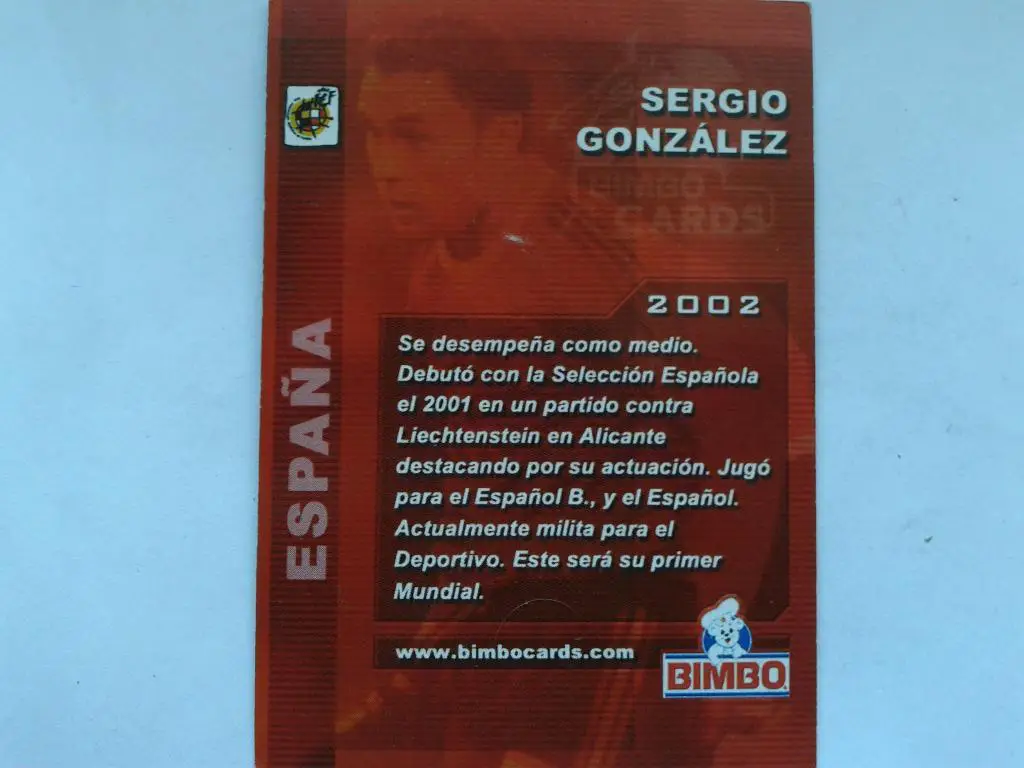 SERGIO
GONZÁLEZ
BIMBO
CARDS
ESPAÑA
2002
Se desempeña como medio.
Debutó con la Selección Española
el 2001 en un partido contra
Liechtenstein en Alicante
destacando por su actuación. Jugó
para el Español B., y el Español.
Actualmente milita para el
Deportivo. Este será su primer
Mundial.
www.bimbocards.com
BIMBO